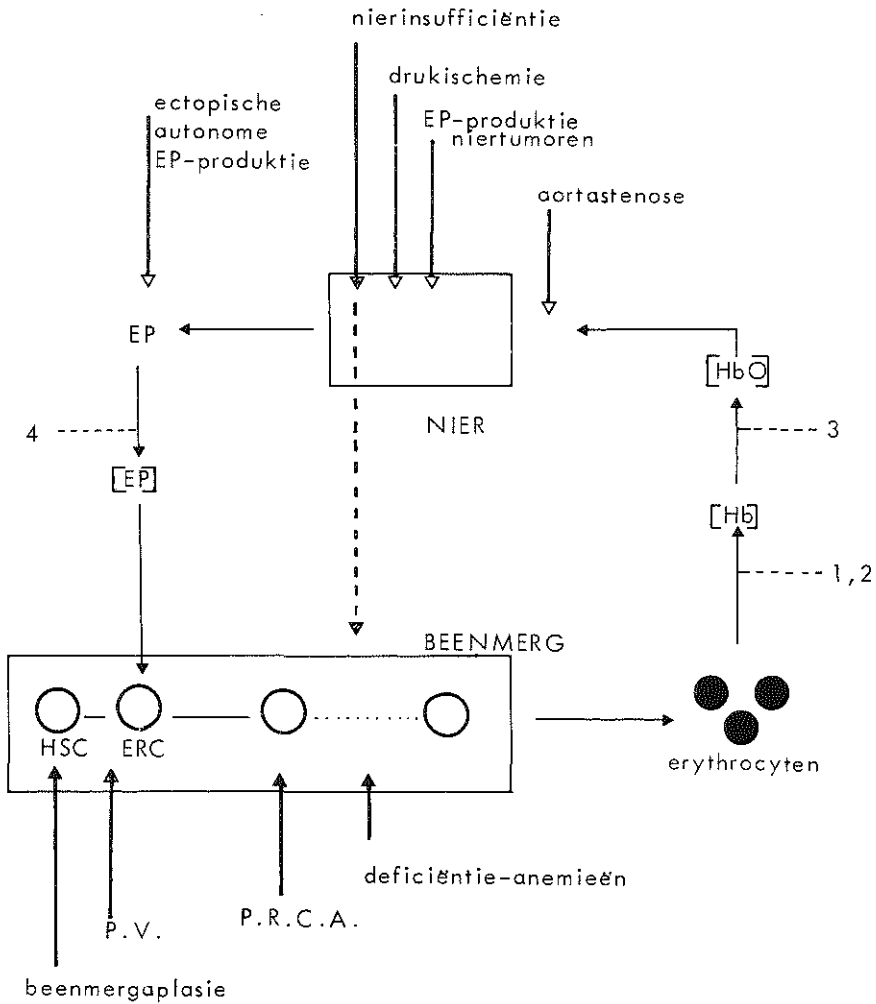 nierinsufficiëntie
drukischemie
ectopische
autonome
EP-produktie
EP-produktie
niertumoren
aortastenose
EP
[HbO]
NIER
4
3
[EP]
[Hb]
1,2
BEENMERG
HSC
ERC
erythrocyten
deficiëntie-anemieën
P.R.C.A.
P.V.
beenmergaplasie